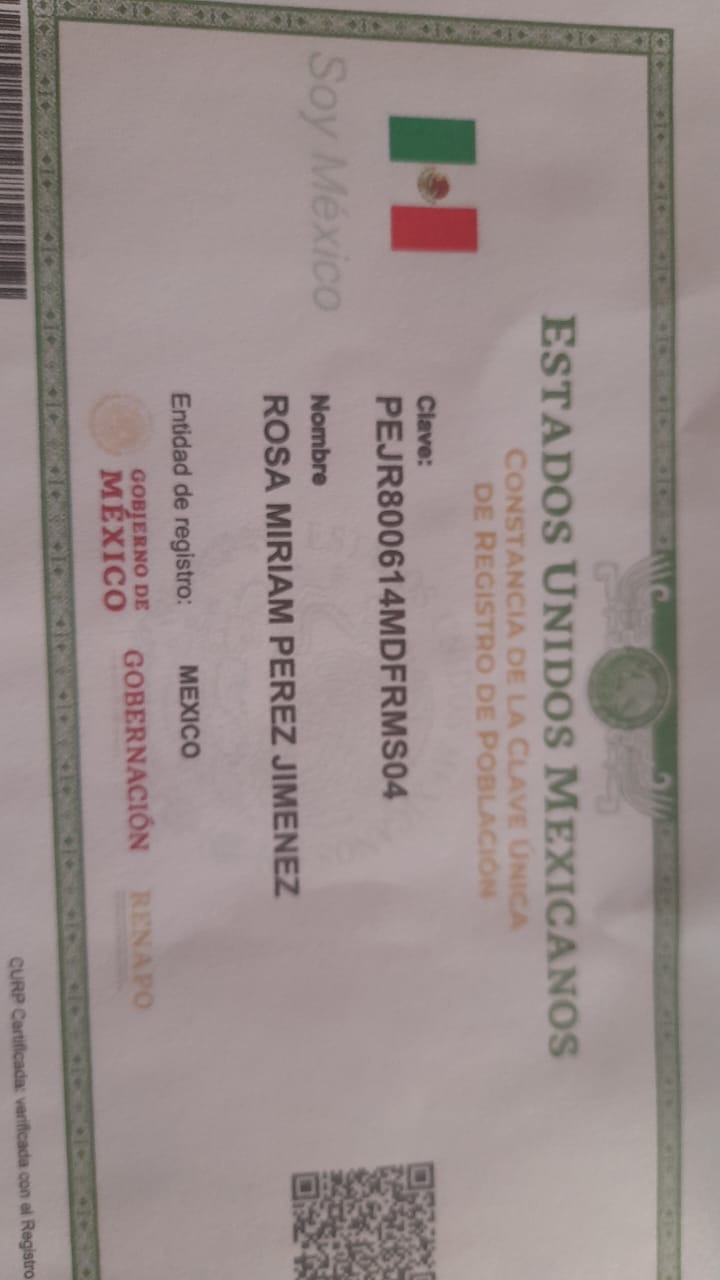 ESTADOS UNIDOS MEXICANOS
CONSTANCIA DE LA CLAVE ÚNICA
DE REGISTRO DE POBLACIÓN
Soy México
Clave:
PEJR800614MDFRMS04
Nombre
ROSA MIRIAM PEREZ JIMENEZ
Entidad de registro: MEXICO
GOBIERNO DE
MÉXICO
GOBERNACIÓN
RENAPO
CURP Certificada: verificada con el Registro